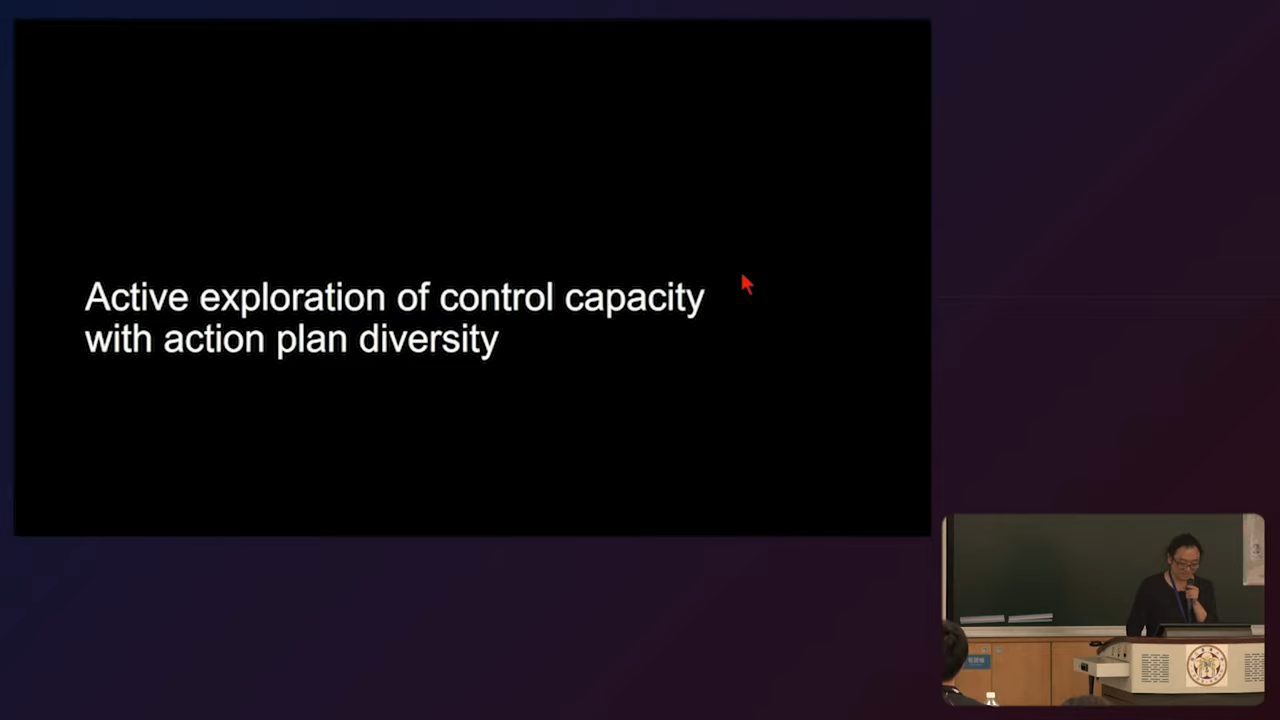 Active exploration of control capacity
with action plan diversity